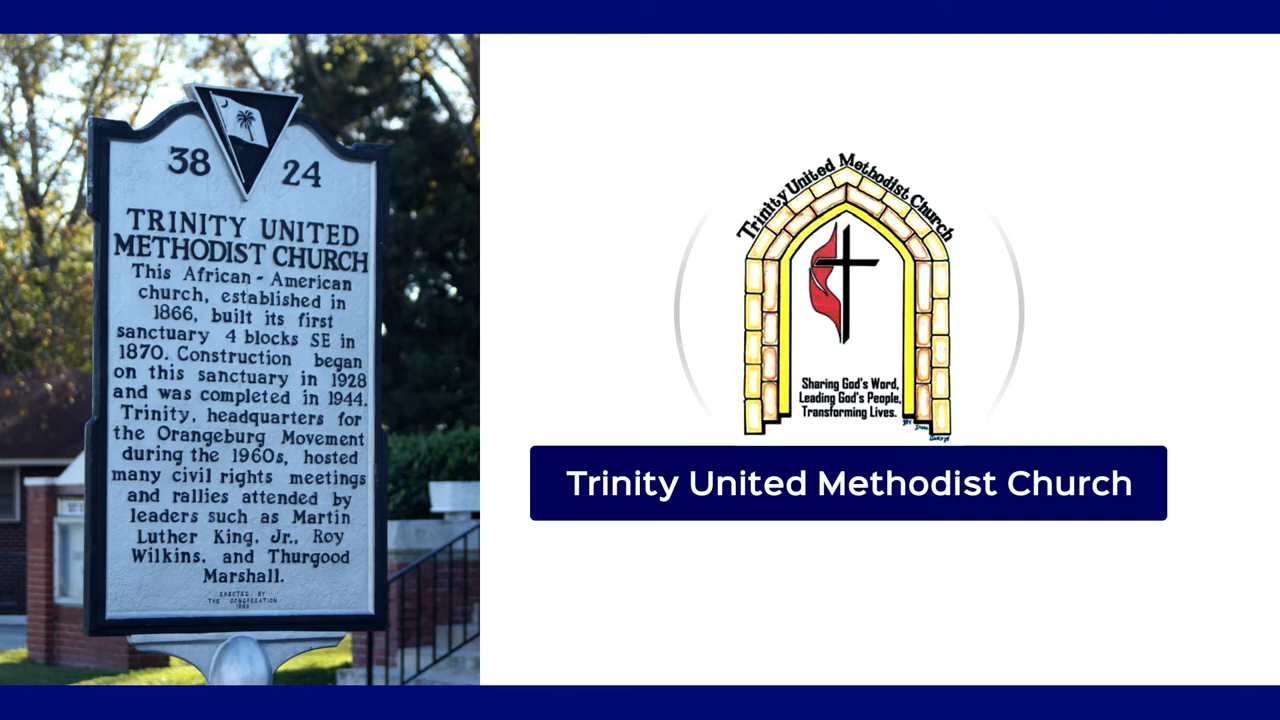 38 24
TRINITY UNITED
METHODIST CHURCH
This African-American
church, established in
1866, built its first
sanctuary 4 blocks SE in
1870. Construction began
on this sanctuary in 1928
and was completed in 1944.
Trinity, headquarters for
the Orangeburg Movement
during the 1960s, hosted
many civil rights meetings
and rallies attended by
leaders such as Martin
Luther King, Jr., Roy
Wilkins, and Thurgood
Marshall.
ERECTED BY
THE CONGREGATION
Trinity United Methodist Church
Sharing God's Word,
Leading God's People,
Transforming Lives.
BY
Trinity United Methodist Church